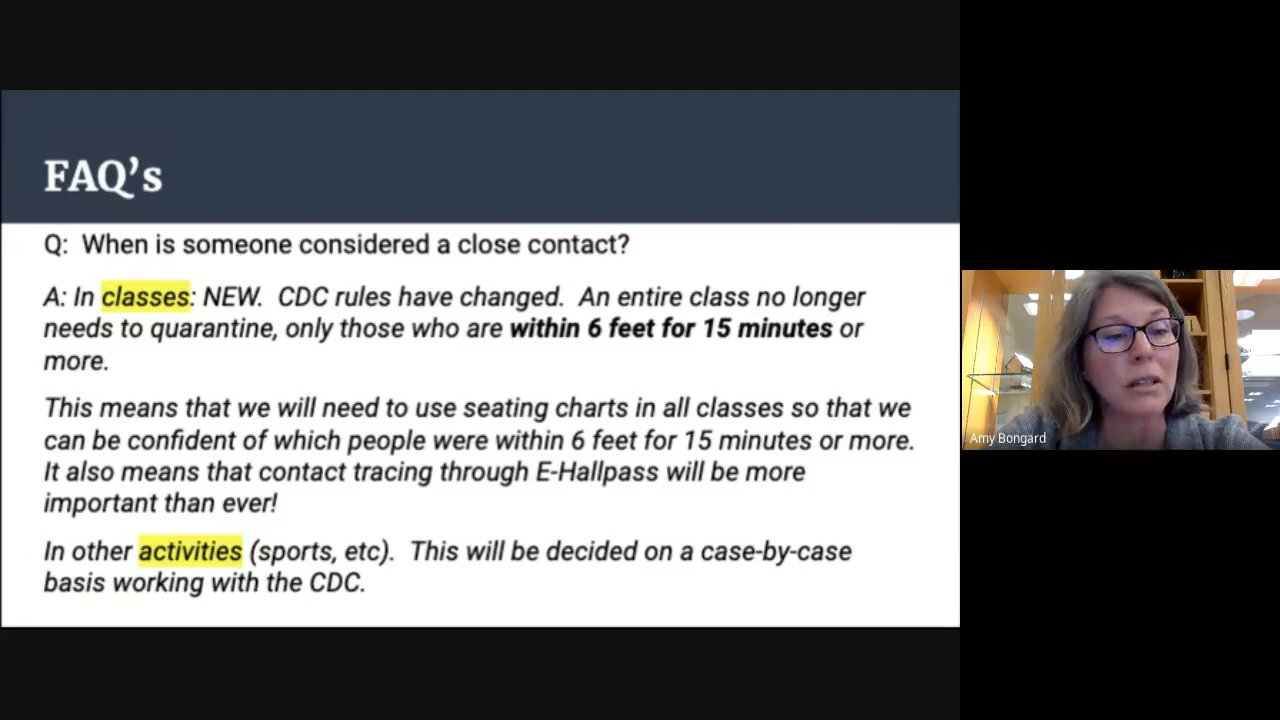 FAQ’s
Q:  When is someone considered a close contact?
A: In classes: NEW.  CDC rules have changed.  An entire class no longer
needs to quarantine, only those who are within 6 feet for 15 minutes or
more.
This means that we will need to use seating charts in all classes so that we
can be confident of which people were within 6 feet for 15 minutes or more.
It also means that contact tracing through E-Hallpass will be more
important than ever!
In other activities (sports, etc).  This will be decided on a case-by-case
basis working with the CDC.
Amy Bongard